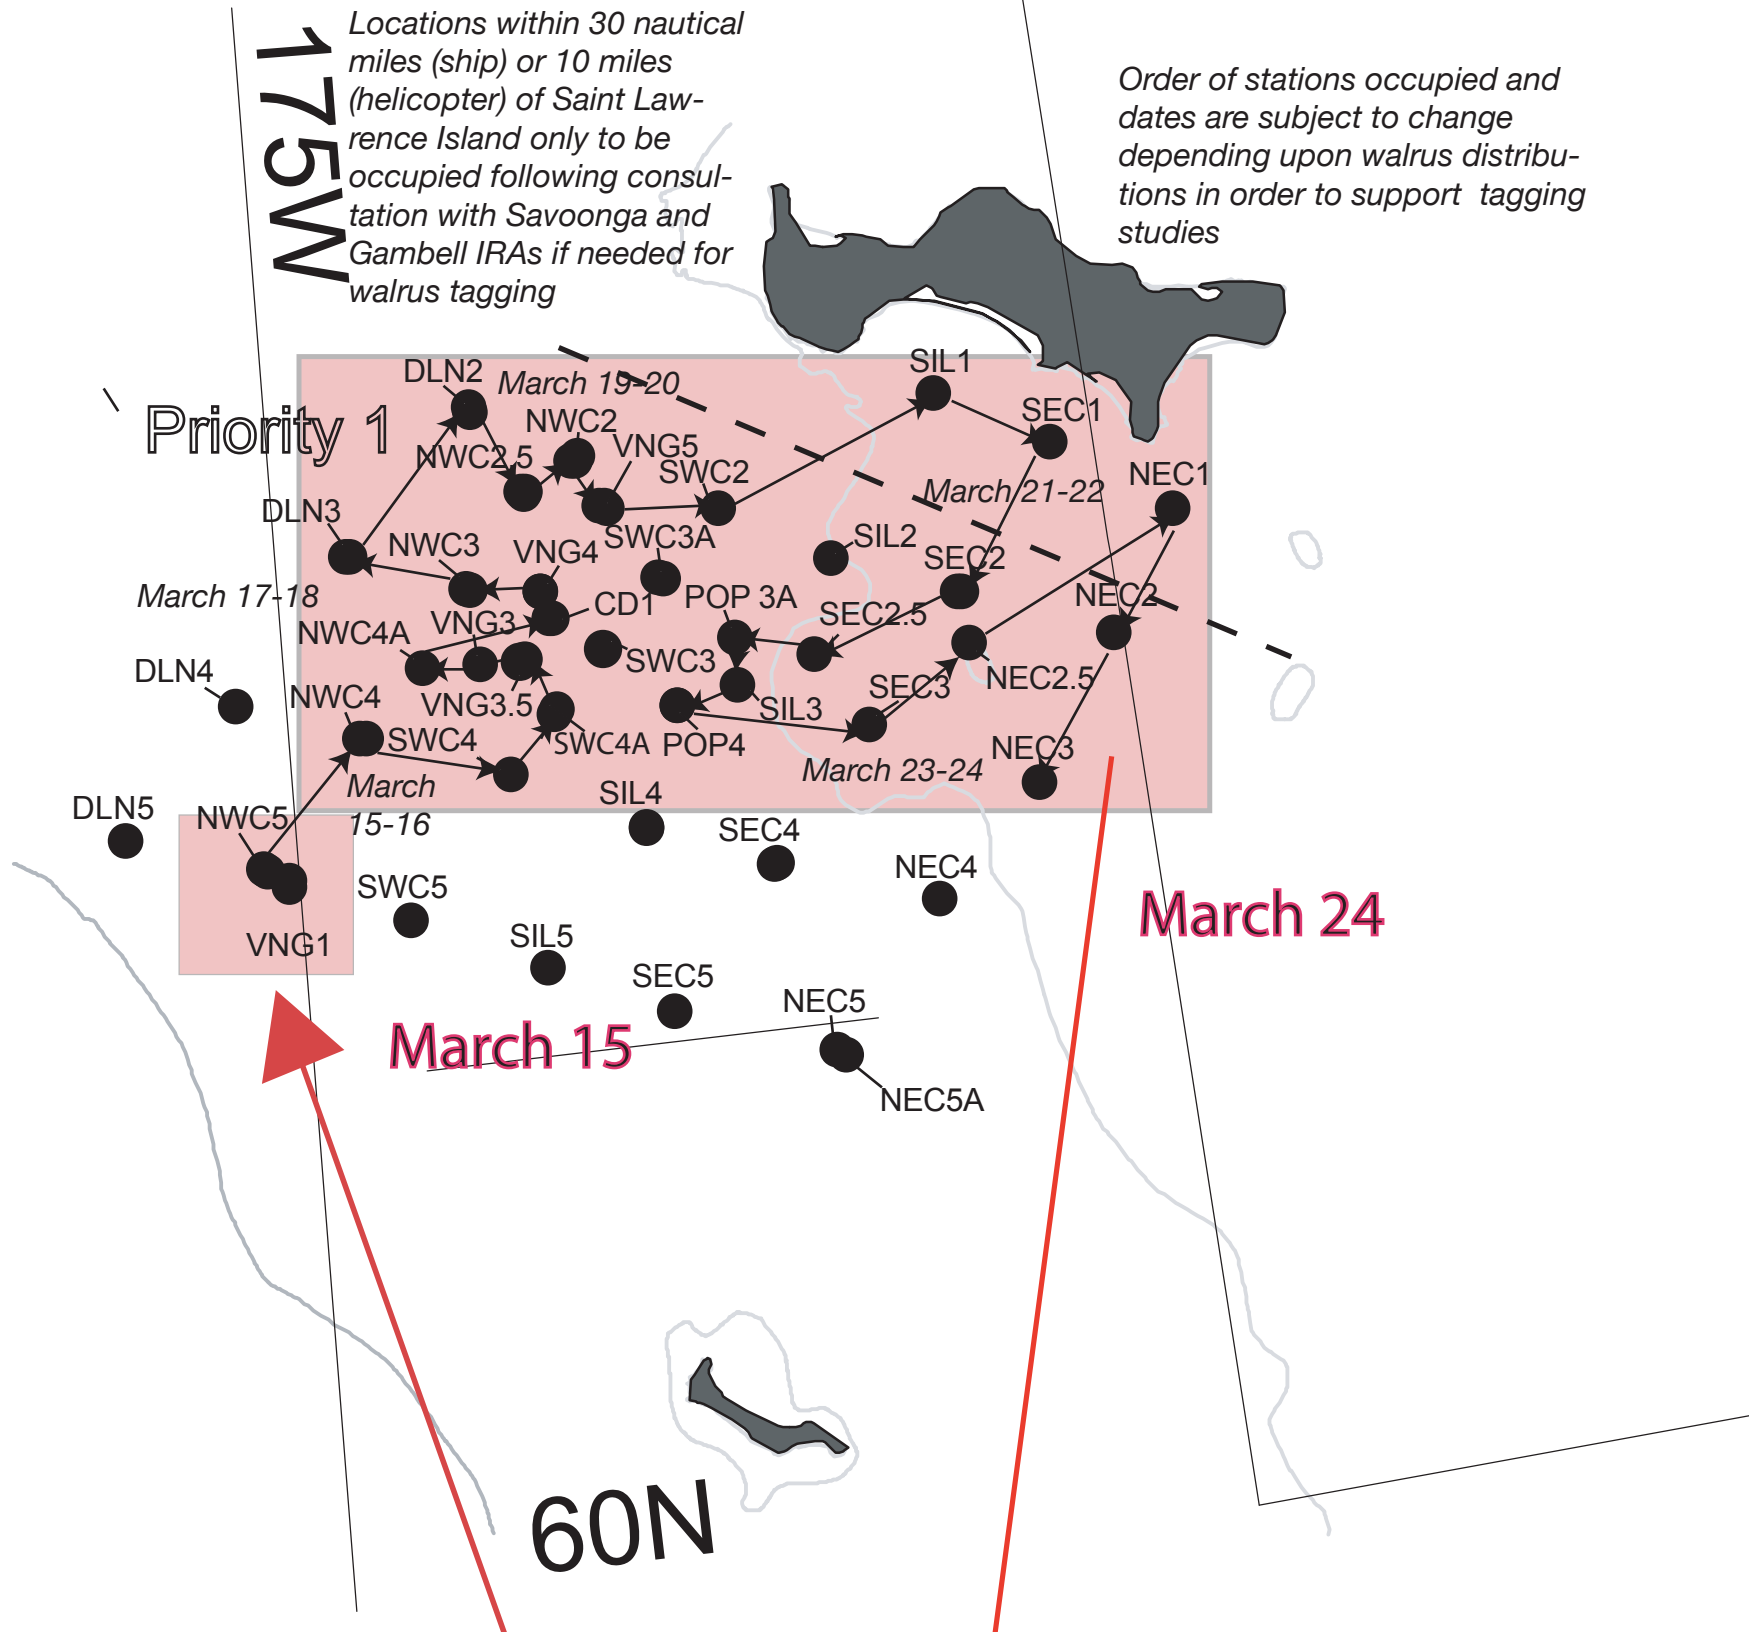 175W
Locations within 30 nautical
miles (ship) or 10 miles
(helicopter) of Saint Law-
rence Island only to be
occupied following consul-
tation with Savoonga and
Gambell IRAs if needed for
walrus tagging
Order of stations occupied and
dates are subject to change
depending upon walrus distribu-
tions in order to support tagging
studies
SIL1
DLN2
March 19-20
SEC1
NWC2
Priority 1
VNG5
NWC2.5
SWC2
NEC1
March 21-22
DLN3
SWC3A
SIL2
NWC3
VNG4
SEC2
March 17-18
CD1
POP 3A
NEC2
SEC2.5
VNG3
NWC4A
SWC3
DLN4
NEC2.5
SEC3
NWC4
VNG3.5
SIL3
SWC4
SWC4A
POP4
NEC3
March 23-24
March
15-16
SIL4
DLN5
NWC5
SEC4
NEC4
SWC5
March 24
VNG1
SIL5
SEC5
NEC5
March 15
NEC5A
60N